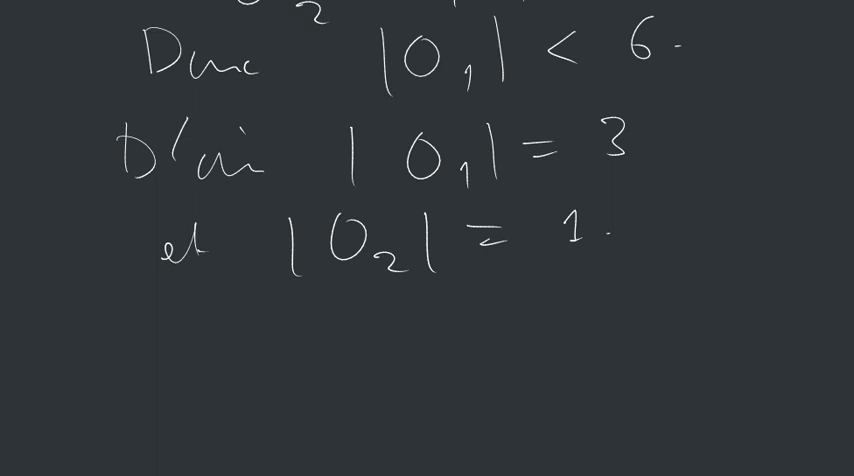 Donc |O₁| < 6.
D'où |O₁| = 3
et |O₂| = 1.